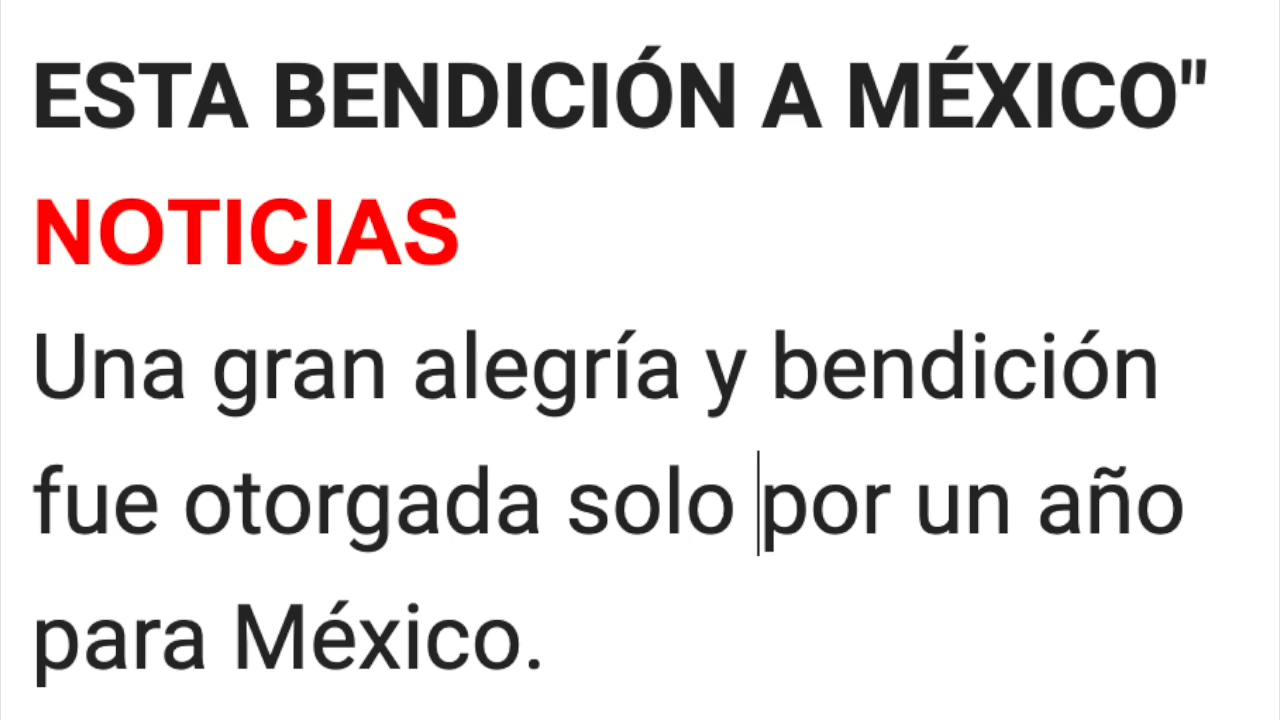 ESTA BENDICIÓN A MÉXICO"
NOTICIAS
Una gran alegría y bendición
fue otorgada solo por un año
para México.